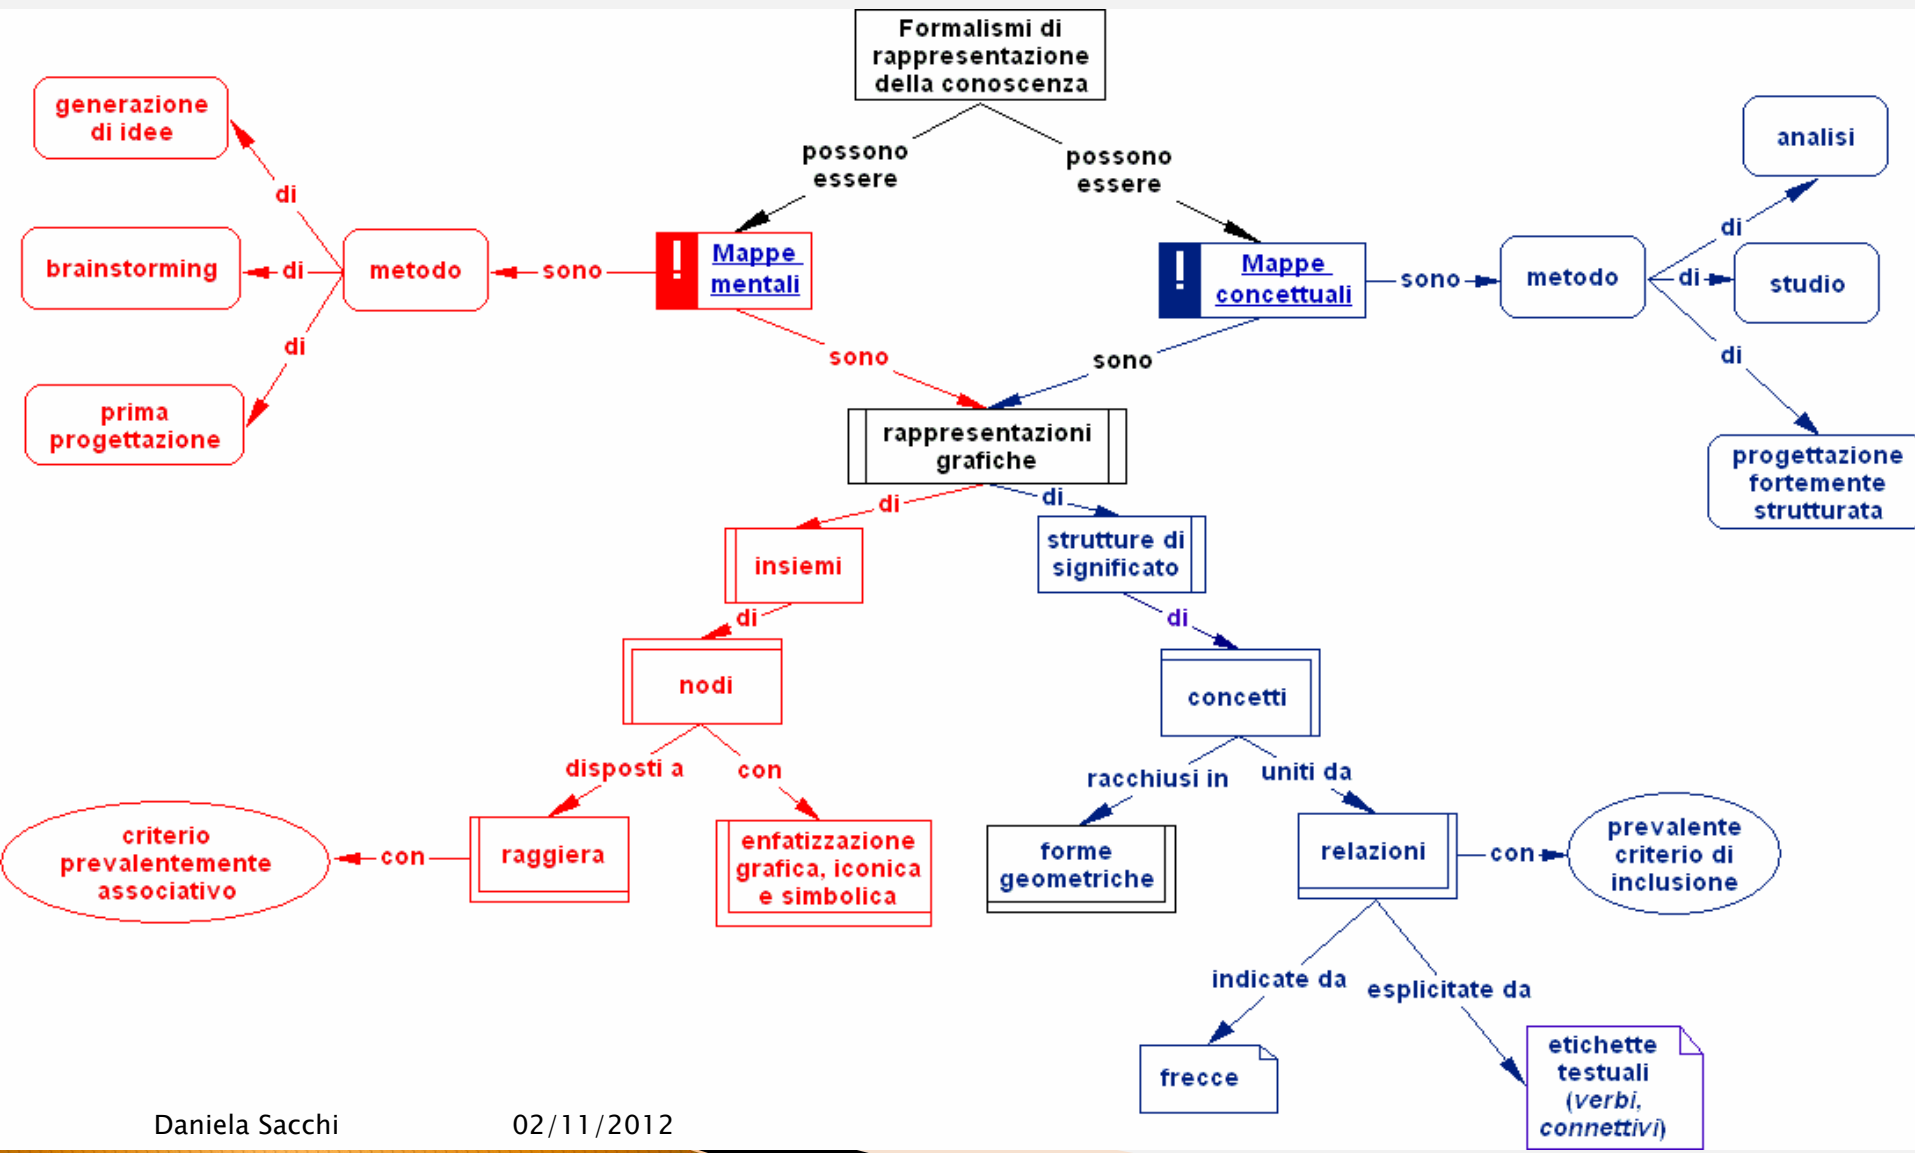 Formalismi di
rappresentazione
della conoscenza
possono
essere
possono
essere
generazione
di idee
di
brainstorming
di
metodo
sono
!
Mappe
mentali
di
prima
progettazione
!
Mappe
concettuali
sono
metodo
di
analisi
di
studio
di
progettazione
fortemente
strutturata
sono
sono
rappresentazioni
grafiche
di
di
insiemi
strutture di
significato
di
di
nodi
concetti
disposti a
con
racchiusi in
uniti da
criterio
prevalentemente
associativo
con
raggiera
enfatizzazione
grafica, iconica
e simbolica
forme
geometriche
relazioni
con
prevalente
criterio di
inclusione
indicate da
esplicitate da
frecce
etichette
testuali
(verbi,
connettivi)
Daniela Sacchi
02/11/2012